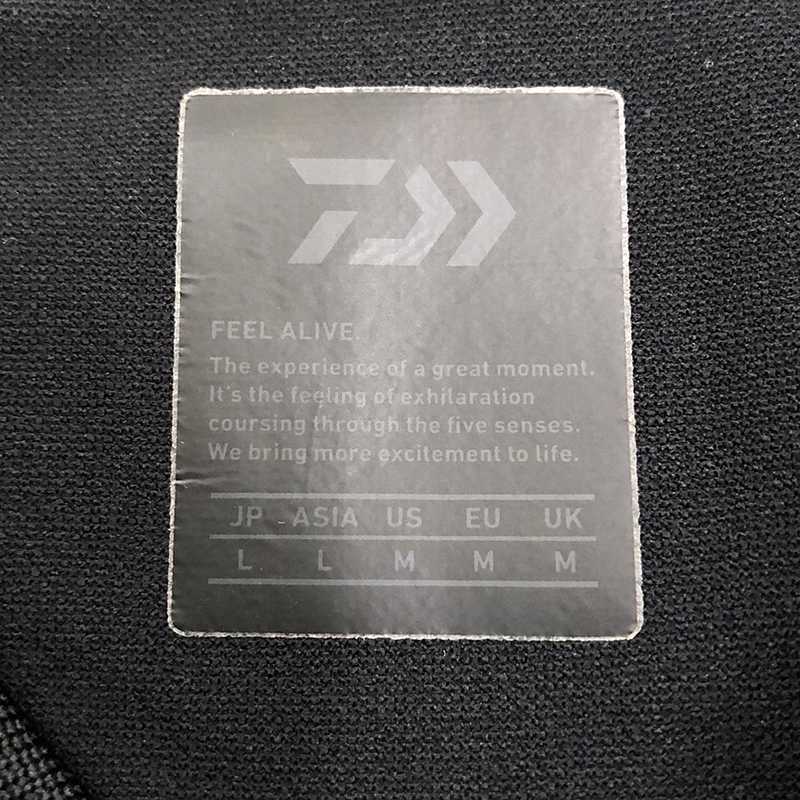 FEEL ALIVE.
The experience of a great moment.
It's the feeling of exhilaration
coursing through the five senses.
We bring more excitement to life.
JP ASIA US EU UK
L L M M M